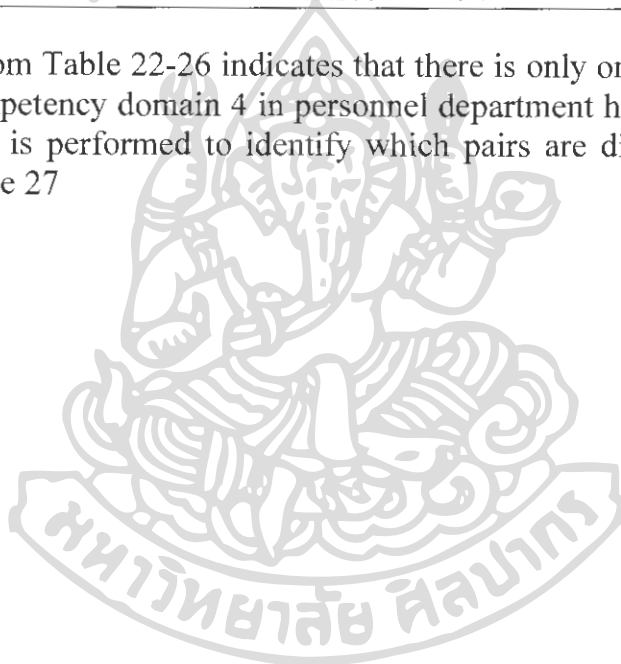 om Table 22-26 indicates that there is only or
petency domain 4 in personnel department h
is performed to identify which pairs are di
e 27
มหาวิทยาลัย ศิลปากร